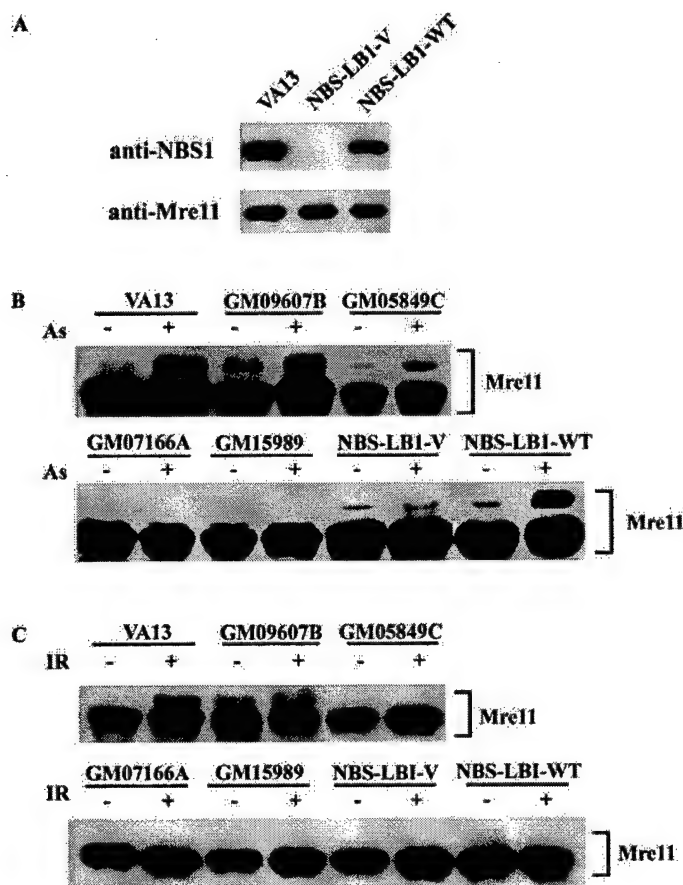 A
VA13 NBS-LB1-V NBS-LB1-WT
anti-NBS1
anti-Mre11
B
VA13 GM09607B GM05849C
As - + - + - +
Mre11
GM07166A GM15989 NBS-LB1-V NBS-LB1-WT
As - + - + - + - +
Mre11
C
VA13 GM09607B GM05849C
IR - + - + - +
Mre11
GM07166A GM15989 NBS-LBI-V NBS-LBI-WT
IR - + - + - + - +
Mre11